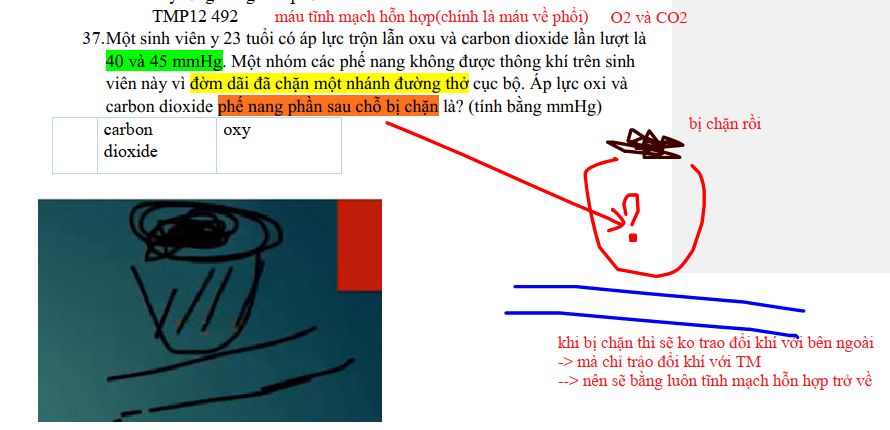 TMP12 492 máu tĩnh mạch hỗn hợp(chính là máu về phổi) O2 và CO2
37.Một sinh viên y 23 tuổi có áp lực trộn lẫn oxu và carbon dioxide lần lượt là
40 và 45 mmHg. Một nhóm các phế nang không được thông khí trên sinh
viên này vì đờm dãi đã chặn một nhánh đường thở cục bộ. Áp lực oxi và
carbon dioxide phế nang phần sau chỗ bị chặn là? (tính bằng mmHg)
bị chặn rồi
carbon dioxide oxy
?
khi bị chặn thì sẽ ko trao đổi khí với bên ngoài
-> mà chỉ trảo đổi khí với TM
--> nên sẽ bằng luôn tĩnh mạch hỗn hợp trở về